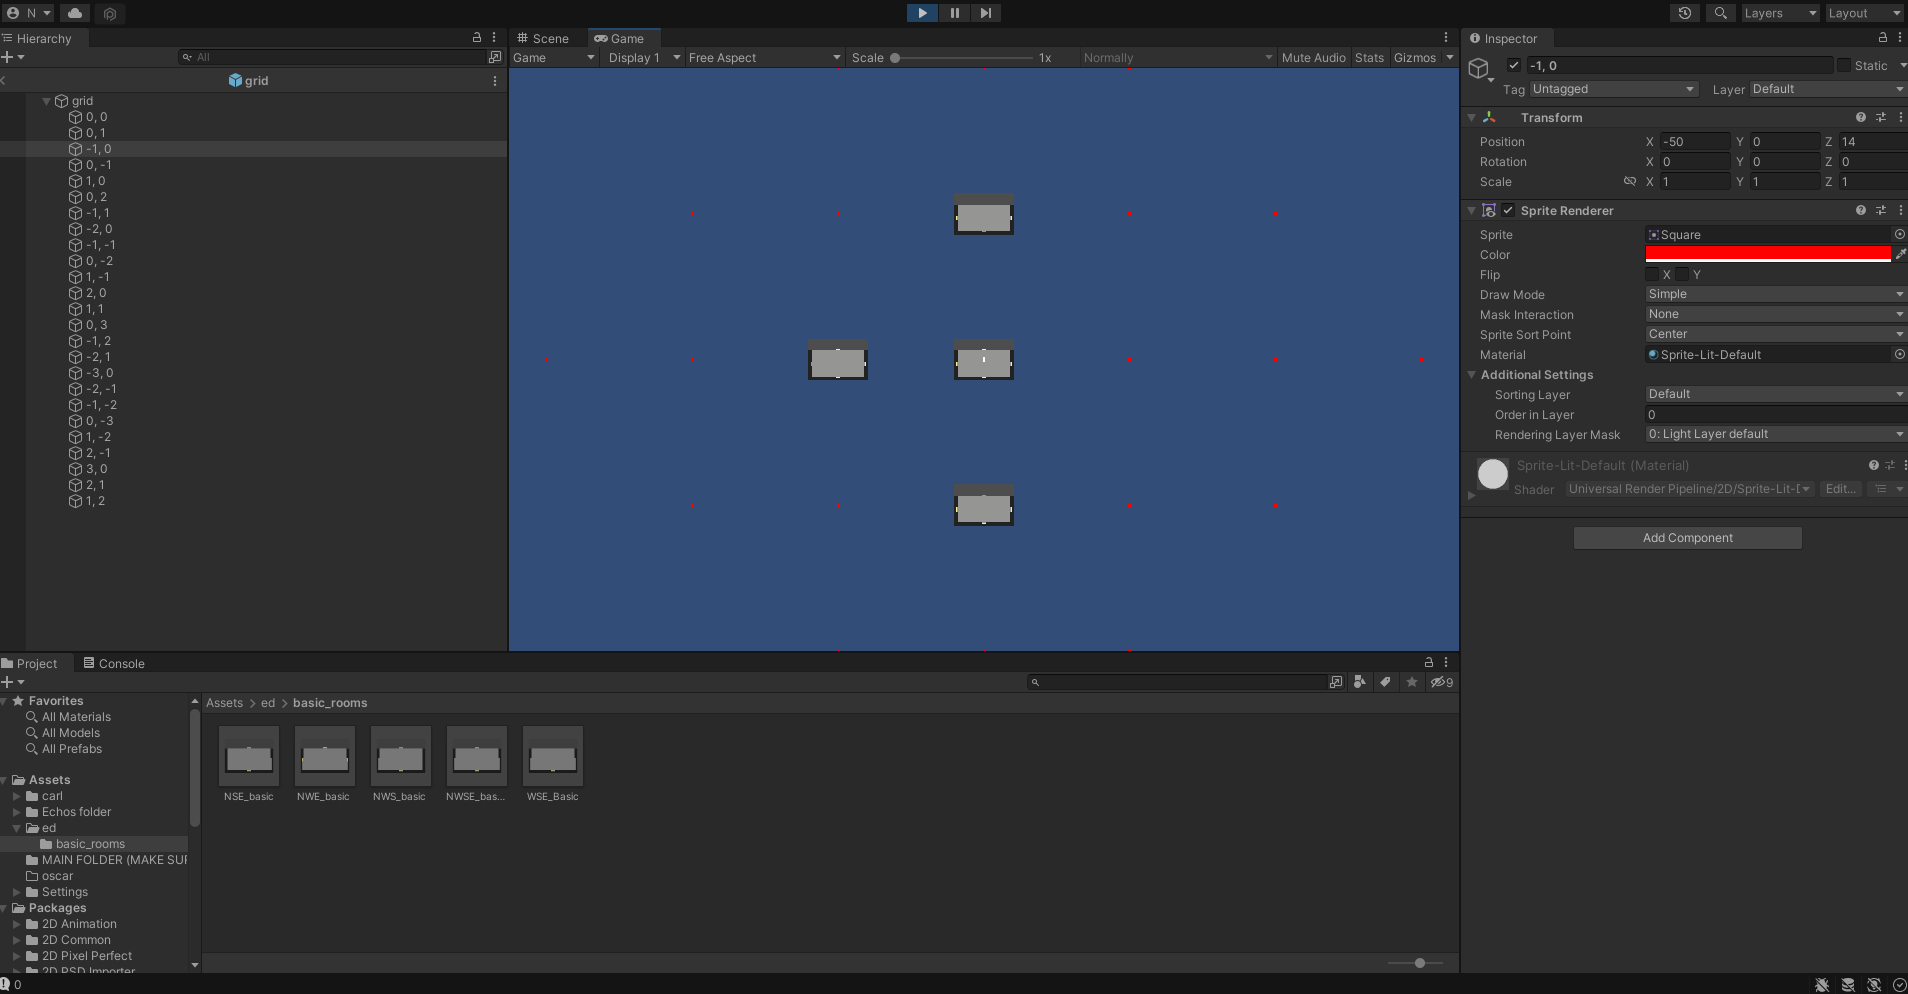 N
Layers
Layout
Hierarchy
All
grid
grid
0, 0
0, 1
-1, 0
0, -1
1, 0
0, 2
-1, 1
-2, 0
-1, -1
0, -2
1, -1
2, 0
1, 1
0, 3
-1, 2
-2, 1
-3, 0
-2, -1
-1, -2
0, -3
1, -2
2, -1
3, 0
2, 1
1, 2
Scene
Game
Game
Display 1
Free Aspect
Scale
1x
Normally
Mute Audio
Stats
Gizmos
Inspector
-1, 0
Static
Tag Untagged
Layer Default
Transform
Position X -50 Y 0 Z 14
Rotation X 0 Y 0 Z 0
Scale X 1 Y 1 Z 1
Sprite Renderer
Sprite Square
Color
Flip X Y
Draw Mode Simple
Mask Interaction None
Sprite Sort Point Center
Material Sprite-Lit-Default
Additional Settings
Sorting Layer Default
Order in Layer 0
Rendering Layer Mask 0: Light Layer default
Sprite-Lit-Default (Material)
Shader Universal Render Pipeline/2D/Sprite-Lit-D
Edit...
Add Component
Project
Console
9
Favorites
All Materials
All Models
All Prefabs
Assets
carl
Echos folder
ed
basic_rooms
MAIN FOLDER (MAKE SUR
oscar
Settings
Packages
2D Animation
2D Common
2D Pixel Perfect
2D PSD Importer
Assets > ed > basic_rooms
NSE_basic
NWE_basic
NWS_basic
NWSE_bas...
WSE_Basic
0